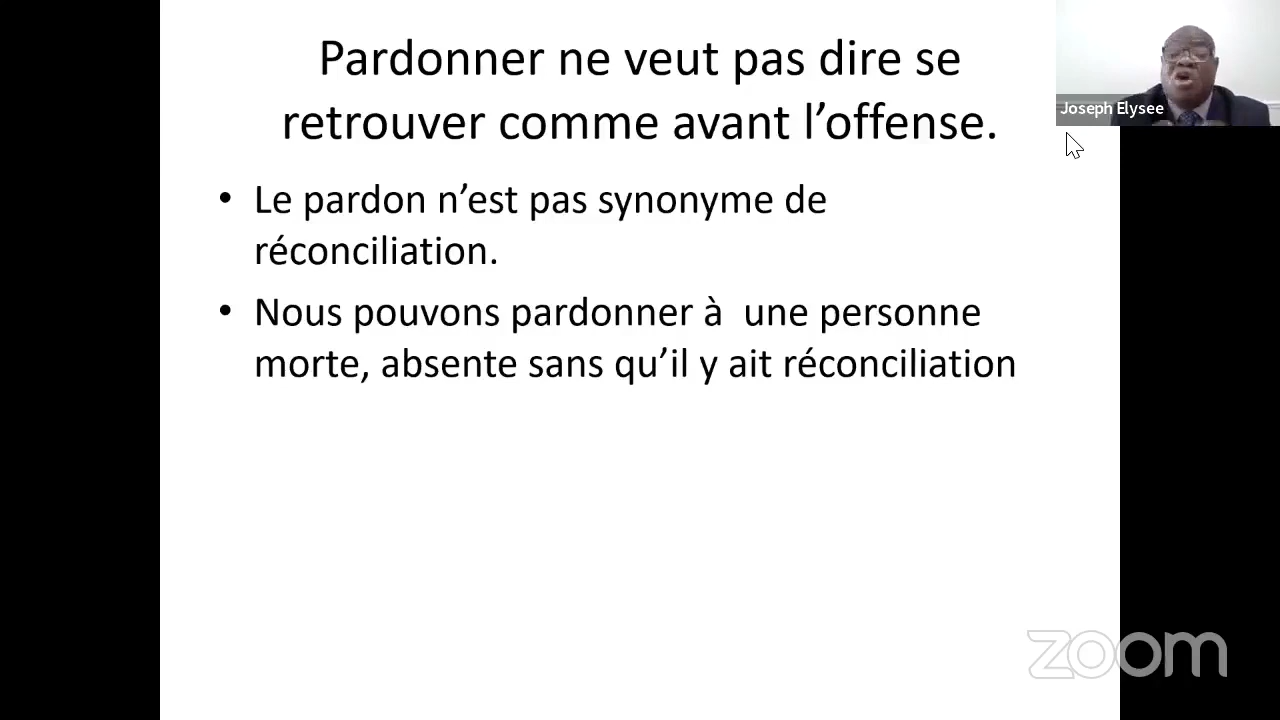 Pardonner ne veut pas dire se
retrouver comme avant l’offense.
Joseph Elysee
• Le pardon n’est pas synonyme de
réconciliation.
• Nous pouvons pardonner à  une personne
morte, absente sans qu’il y ait réconciliation
zoom